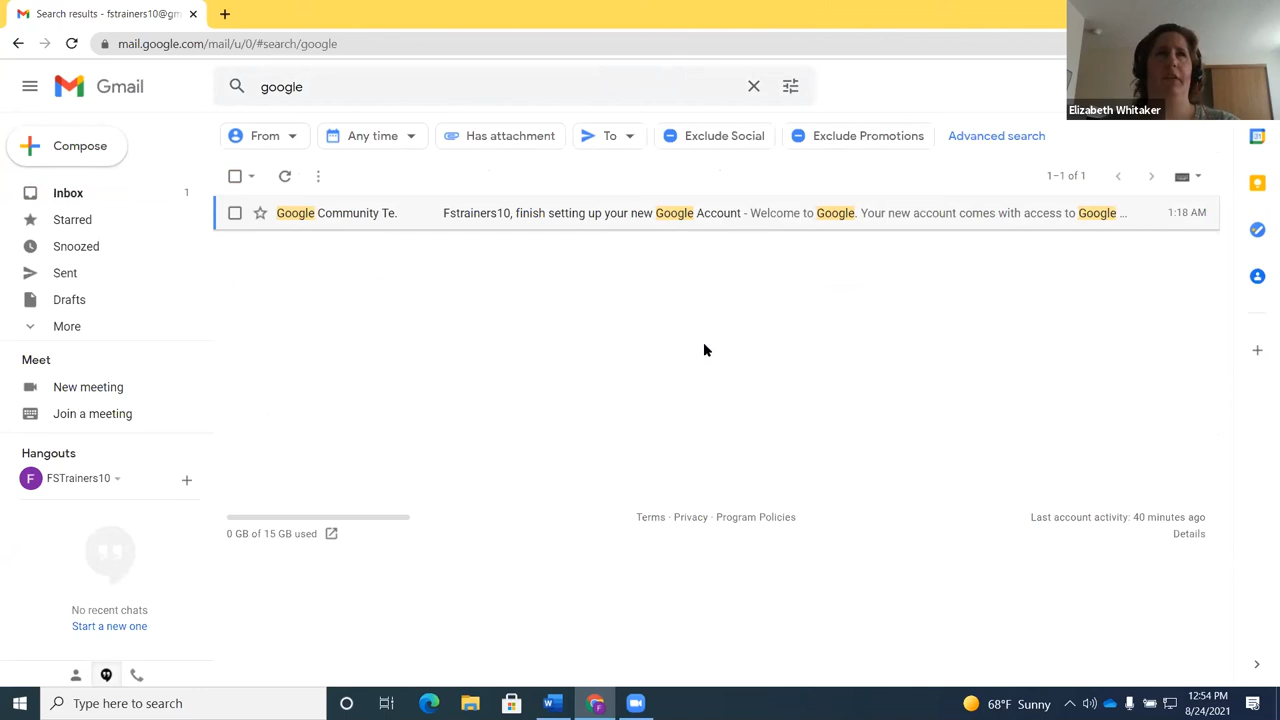 Search results - fstrainers10@gm
mail.google.com/mail/u/0/#search/google
Elizabeth Whitaker
Gmail
google
From
Any time
Has attachment
To
Exclude Social
Exclude Promotions
Advanced search
Compose
1–1 of 1
Inbox 1
Google Community Te. Fstrainers10, finish setting up your new Google Account - Welcome to Google. Your new account comes with access to Google ... 1:18 AM
Starred
Snoozed
Sent
Drafts
More
Meet
New meeting
Join a meeting
Hangouts
F FSTrainers10
Terms · Privacy · Program Policies
Last account activity: 40 minutes ago
0 GB of 15 GB used
Details
No recent chats
Start a new one
Type here to search
68°F Sunny
12:54 PM
8/24/2021